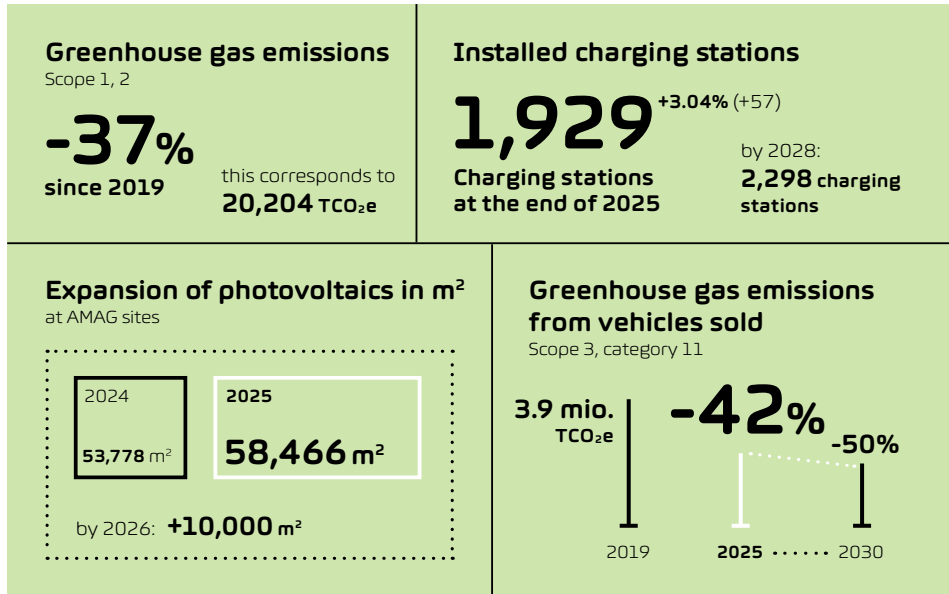 Greenhouse gas emissions
Scope 1, 2
-37%
since 2019
this corresponds to
20,204 TCO₂e
Installed charging stations
1,929 +3.04% (+57)
Charging stations
at the end of 2025
by 2028:
2,298 charging
stations
Expansion of photovoltaics in m²
at AMAG sites
2024
53,778 m²
2025
58,466 m²
by 2026: +10,000 m²
Greenhouse gas emissions
from vehicles sold
Scope 3, category 11
3.9 mio.
TCO₂e
-42%
-50%
2019 2025 2030